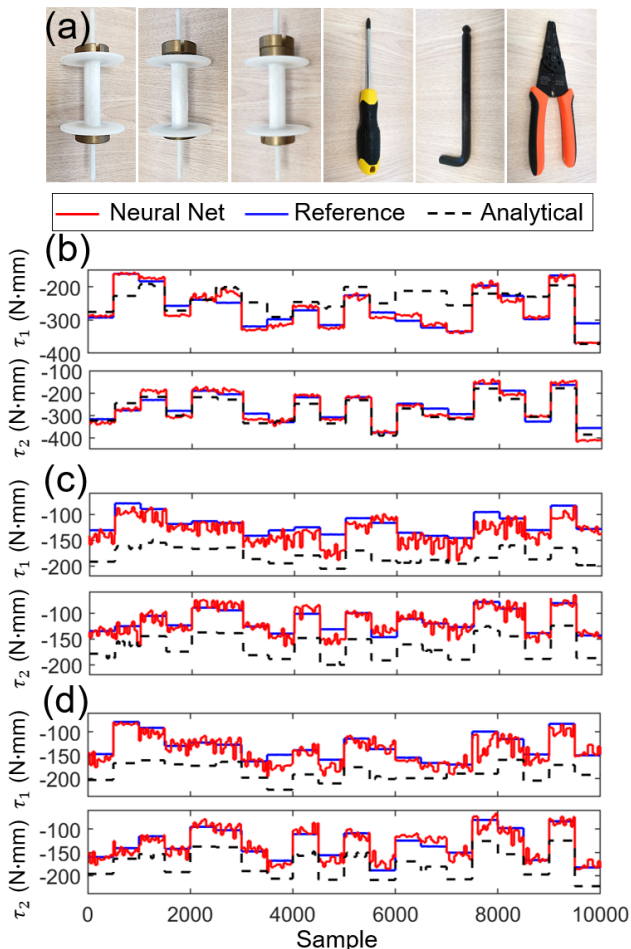 (a)
Neural Net Reference Analytical
(b)
τ1 (N·mm)
-200
-300
-400
τ2 (N·mm)
-100
-200
-300
-400
(c)
τ1 (N·mm)
-100
-150
-200
τ2 (N·mm)
-100
-150
-200
(d)
τ1 (N·mm)
-100
-150
-200
τ2 (N·mm)
-100
-150
-200
0 2000 4000 6000 8000 10000
Sample